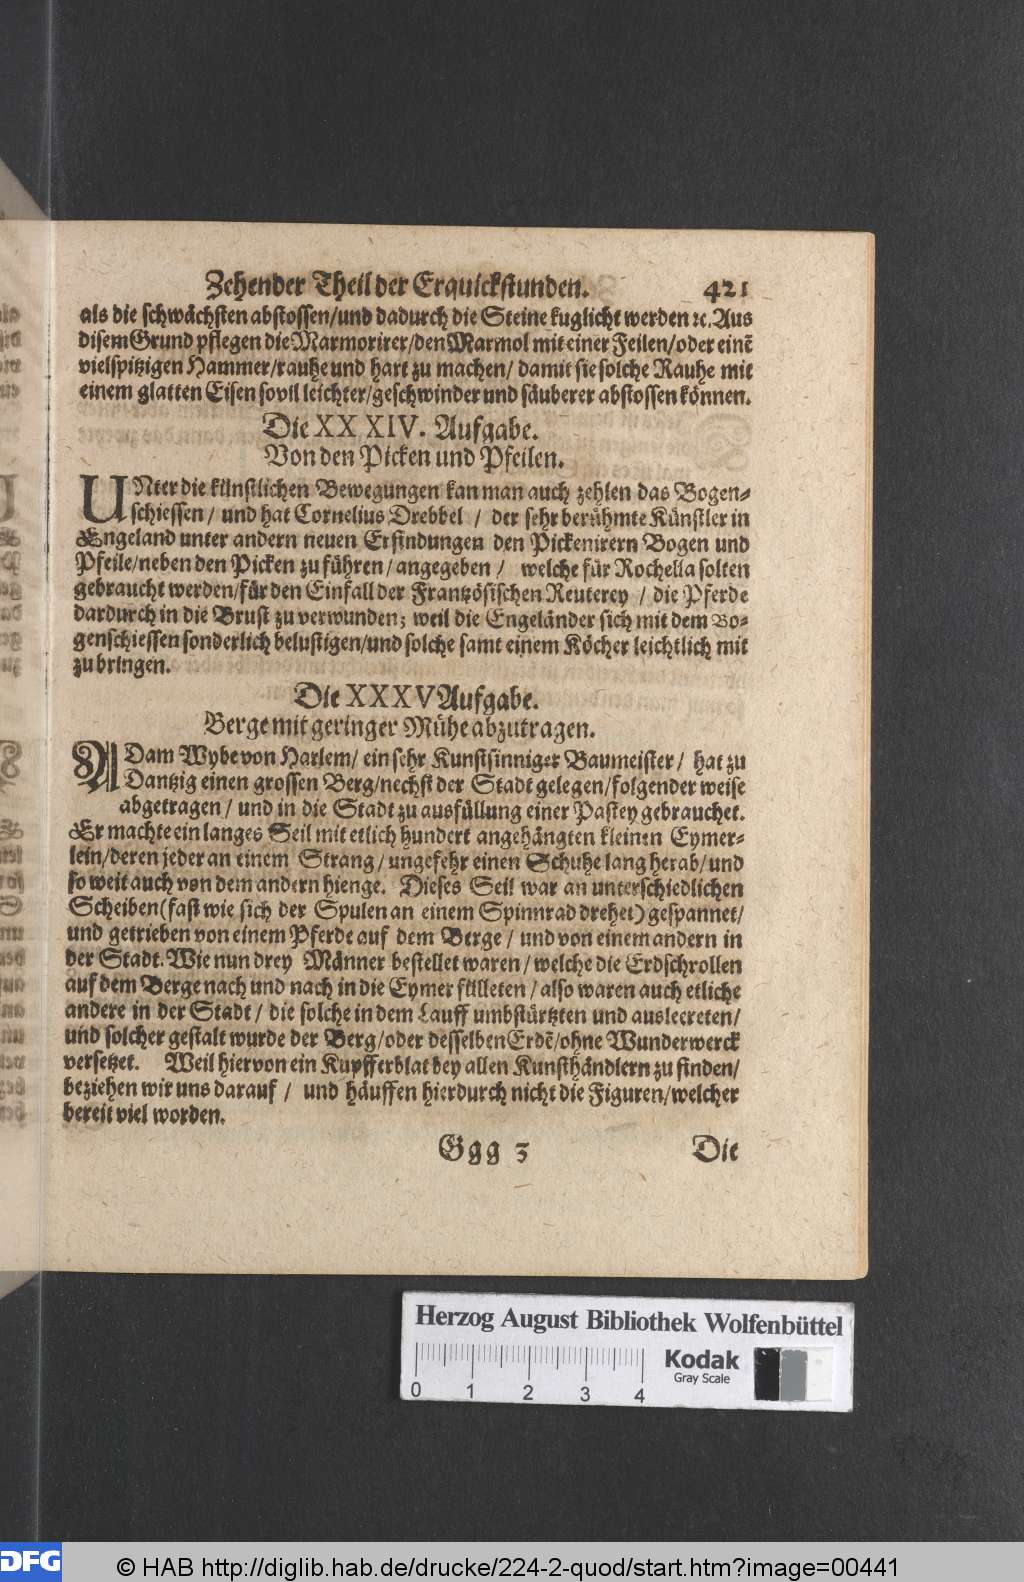 Zehender Theil der Erquickstunden. 421
als die schwächsten abstossen/und dadurch die Steine kuglicht werden ꝛc. Aus
disem Grund pflegen die Marmorirer/den Marmol mit einer Feilen/oder einē
vielspitzigen Hammer/rauhe und hart zu machen/ damit sie solche Rauhe mit
einem glatten Eisen sovil leichter/geschwinder und säuberer abstossen können.
Die XXXIV. Aufgabe.
Von den Picken und Pfeilen.
UNter die künstlichen Bewegungen kan man auch zehlen das Bogen-
schiessen / und hat Cornelius Drebbel / der sehr berühmte Künstler in
Engeland unter andern neuen Erfindungen den Pickenirern Bogen und
Pfeile/neben den Picken zu führen/ angegeben / welche für Rochella solten
gebraucht werden/für den Einfall der Frantzösischen Reuterey / die Pferde
dardurch in die Brust zu verwunden; weil die Engeländer sich mit dem Bo-
genschiessen sonderlich belustigen/und solche samt einem Köcher leichtlich mit
zu bringen.
Die XXXV Aufgabe.
Berge mit geringer Mühe abzutragen.
ADam Wybe von Harlem/ ein sehr Kunstsinniger Baumeister / hat zu
Dantzig einen grossen Berg/nechst der Stadt gelegen/folgender weise
abgetragen / und in die Stadt zu ausfüllung einer Pastey gebrauchet.
Er machte ein langes Seil mit etlich hundert angehängten kleinen Eymer-
lein/deren jeder an einem Strang / ungefehr einen Schuhe lang herab/und
so weit auch von dem andern hienge. Dieses Seil war an unterschiedlichen
Scheiben (fast wie sich der Spulen an einem Spinnrad drehet) gespannet/
und getrieben von einem Pferde auf dem Berge / und von einem andern in
der Stadt. Wie nun drey Männer bestellet waren / welche die Erdschrollen
auf dem Berge nach und nach in die Eymer fülleten / also waren auch etliche
andere in der Stadt / die solche in dem Lauff umbstürtzten und ausleereten/
und solcher gestalt wurde der Berg/oder desselben Erdē/ohne Wunderwerck
versetzet. Weil hiervon ein Kupfferblat bey allen Kunsthändlern zu finden/
beziehen wir uns darauf / und häuffen hierdurch nicht die Figuren/welcher
bereit viel worden.
Ggg 3 Die
Herzog August Bibliothek Wolfenbüttel
0 1 2 3 4
Kodak
Gray Scale
DFG © HAB http://diglib.hab.de/drucke/224-2-quod/start.htm?image=00441